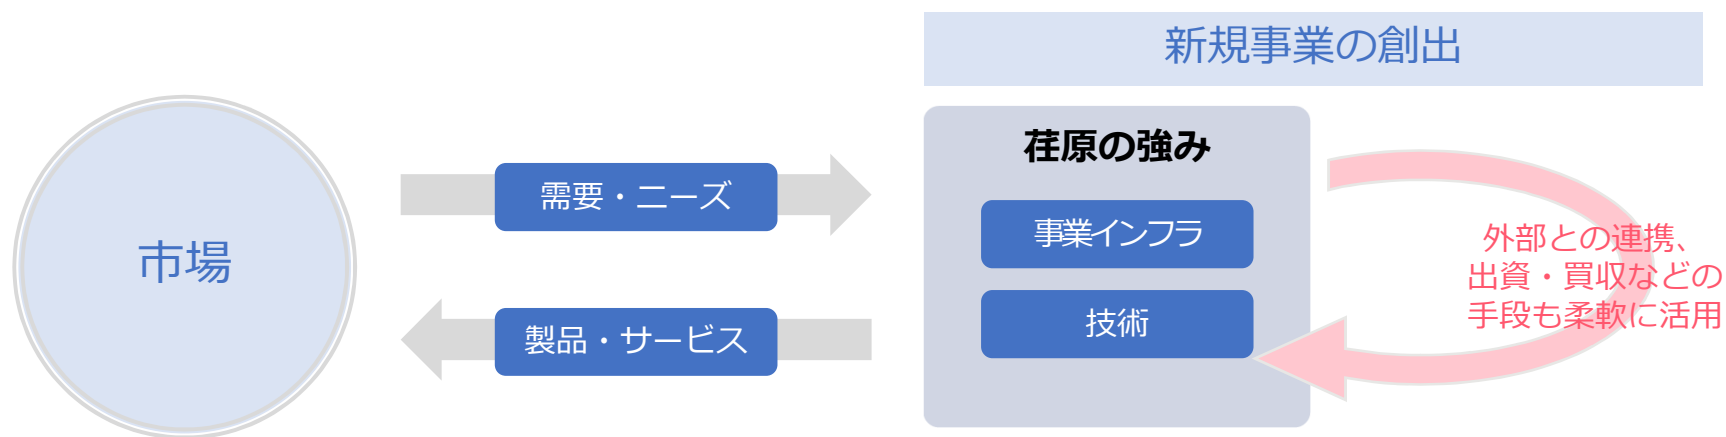 新規事業の創出
荏原の強み
需要・ニーズ
事業インフラ
市場
外部との連携、
出資・買収などの
手段も柔軟に活用
製品・サービス
技術